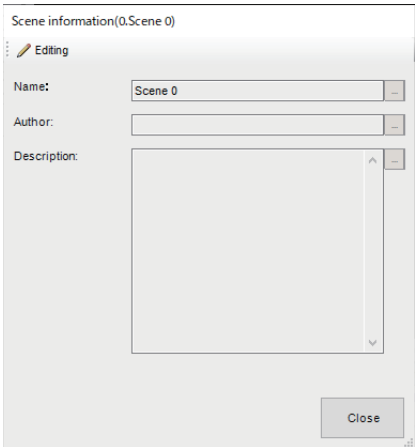 Scene information(0.Scene 0)
Editing
Name:
Scene 0
...
Author:
...
Description:
...
Close